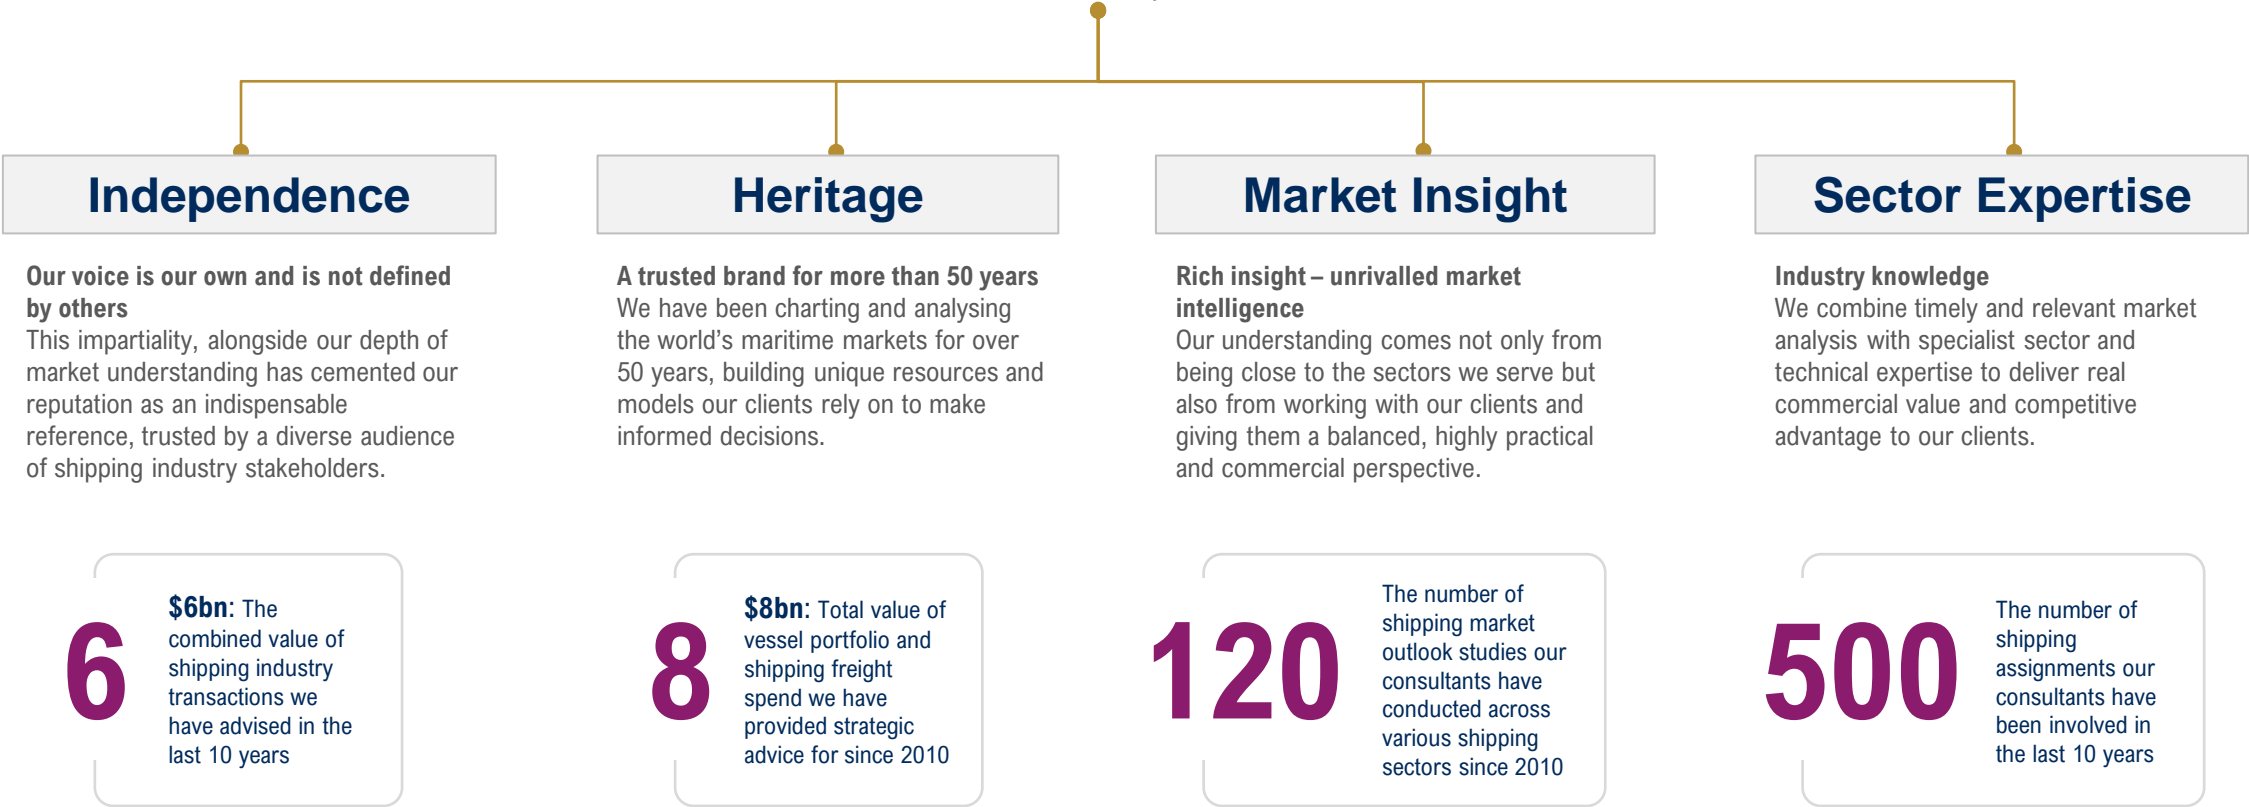 Independence
Our voice is our own and is not defined
by others
This impartiality, alongside our depth of
market understanding has cemented our
reputation as an indispensable
reference, trusted by a diverse audience
of shipping industry stakeholders.
6
$6bn: The
combined value of
shipping industry
transactions we
have advised in the
last 10 years
Heritage
A trusted brand for more than 50 years
We have been charting and analysing
the world’s maritime markets for over
50 years, building unique resources and
models our clients rely on to make
informed decisions.
8
$8bn: Total value of
vessel portfolio and
shipping freight
spend we have
provided strategic
advice for since 2010
Market Insight
Rich insight – unrivalled market
intelligence
Our understanding comes not only from
being close to the sectors we serve but
also from working with our clients and
giving them a balanced, highly practical
and commercial perspective.
120
The number of
shipping market
outlook studies our
consultants have
conducted across
various shipping
sectors since 2010
Sector Expertise
Industry knowledge
We combine timely and relevant market
analysis with specialist sector and
technical expertise to deliver real
commercial value and competitive
advantage to our clients.
500
The number of
shipping
assignments our
consultants have
been involved in
the last 10 years